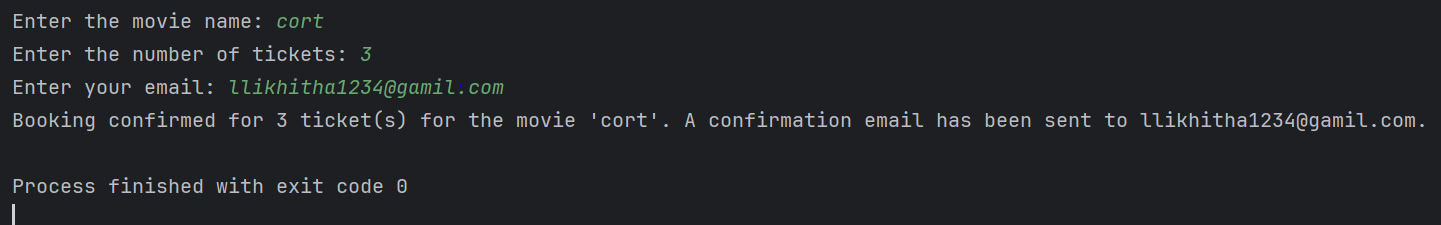 Enter the movie name: cort
Enter the number of tickets: 3
Enter your email: llikhitha1234@gamil.com
Booking confirmed for 3 ticket(s) for the movie 'cort'. A confirmation email has been sent to llikhitha1234@gamil.com.
Process finished with exit code 0